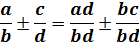 a/b ± c/d = ad/bd ± bc/bd